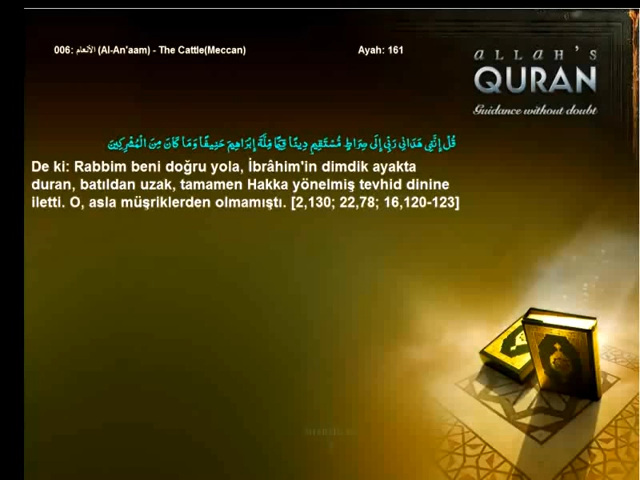 006: الأنعام (Al-An'aam) - The Cattle(Meccan) Ayah: 161
ALLAH'S
QURAN
Guidance without doubt
قُلْ إِنَّنِي هَدَانِي رَبِّي إِلَى صِرَاطٍ مُّسْتَقِيمٍ دِينًا قِيَمًا مِّلَّةَ إِبْرَاهِيمَ حَنِيفًا وَمَا كَانَ مِنَ الْمُشْرِكِينَ
De ki: Rabbim beni doğru yola, İbrâhim'in dimdik ayakta
duran, batıldan uzak, tamamen Hakka yönelmiş tevhid dinine
iletti. O, asla müşriklerden olmamıştı. [2,130; 22,78; 16,120-123]